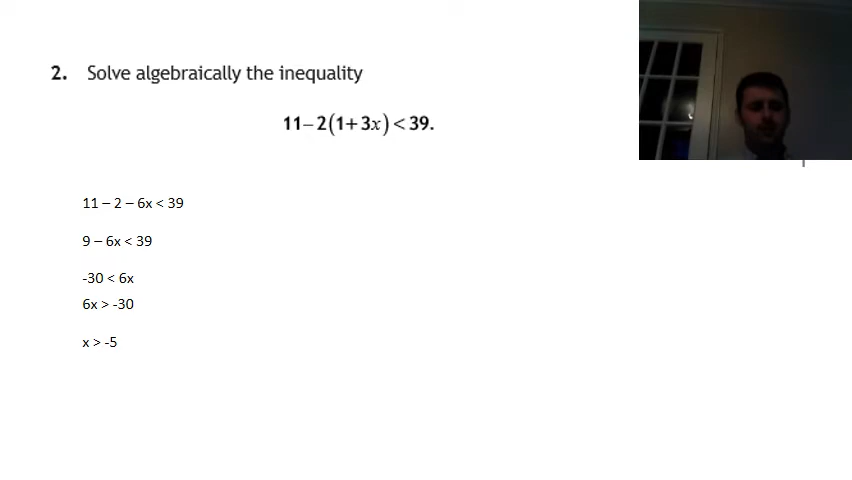 2. Solve algebraically the inequality
11–2(1+3x)<39.
11 – 2 – 6x < 39
9 – 6x < 39
-30 < 6x
6x > -30
x > -5